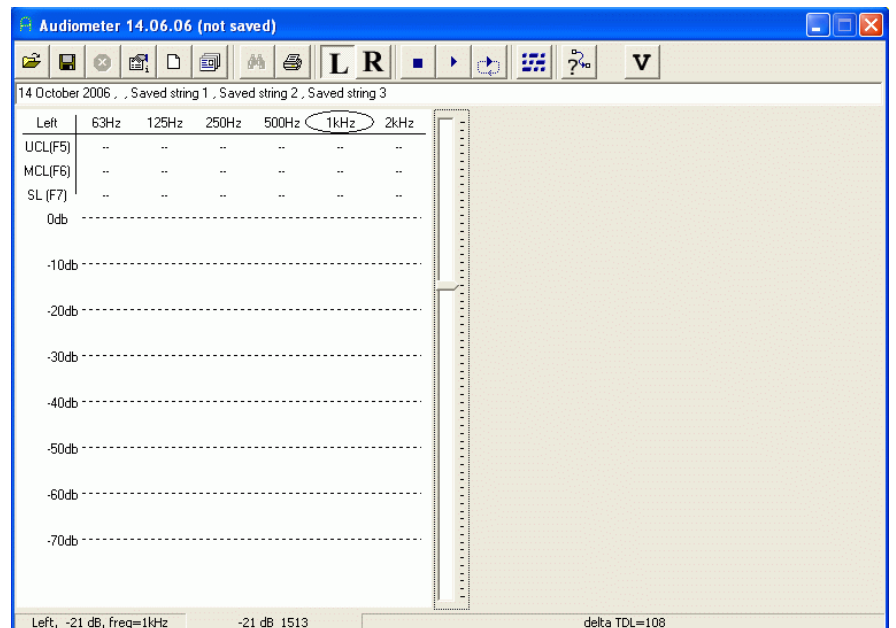 Audiometer 14.06.06 (not saved)
L R V
14 October 2006 , , Saved string 1 , Saved string 2 , Saved string 3
Left 63Hz 125Hz 250Hz 500Hz 1kHz 2kHz
UCL(F5) -- -- -- -- -- --
MCL(F6) -- -- -- -- -- --
SL (F7) -- -- -- -- -- --
0db
-10db
-20db
-30db
-40db
-50db
-60db
-70db
Left, -21 dB, freq=1kHz -21 dB 1513 delta TDL=108